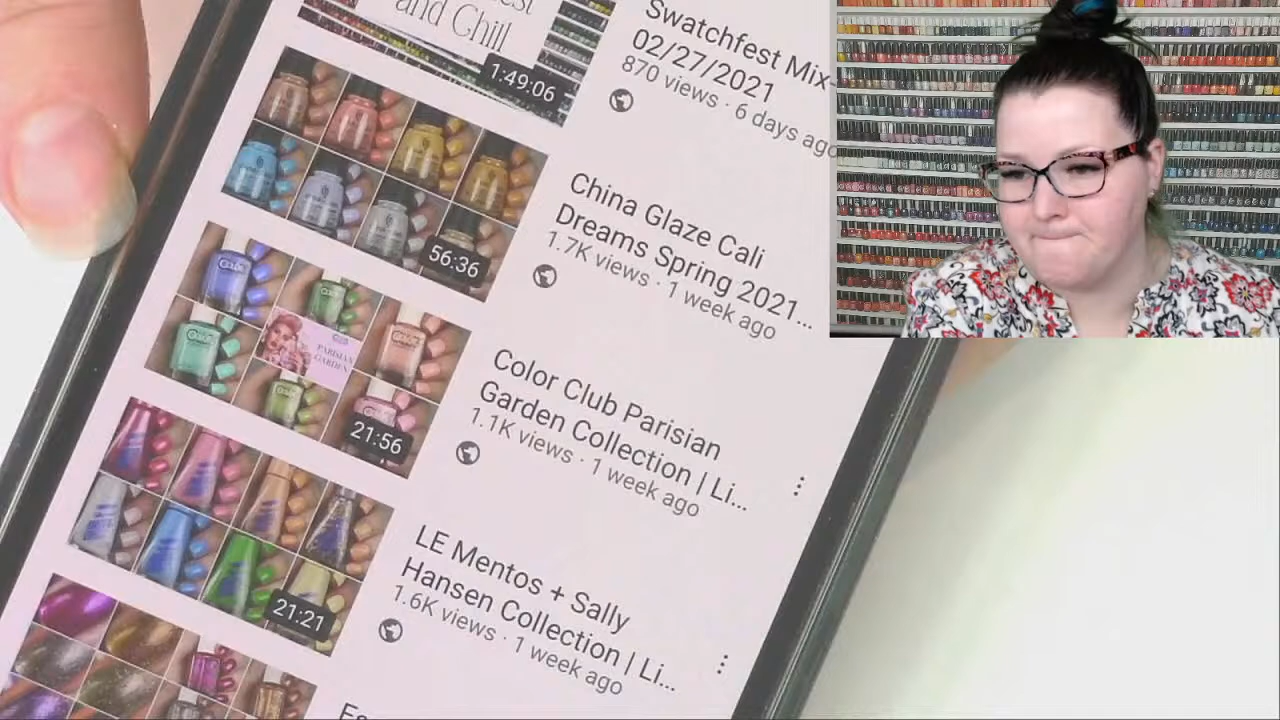 est
and Chill
1:49:06
Swatchfest Mix-
02/27/2021
870 views · 6 days ago
56:36
China Glaze Cali
Dreams Spring 2021...
1.7K views · 1 week ago
PARISIAN
GARDEN
21:56
Color Club Parisian
Garden Collection | Li...
1.1K views · 1 week ago
21:21
LE Mentos + Sally
Hansen Collection | Li...
1.6K views · 1 week ago
Es